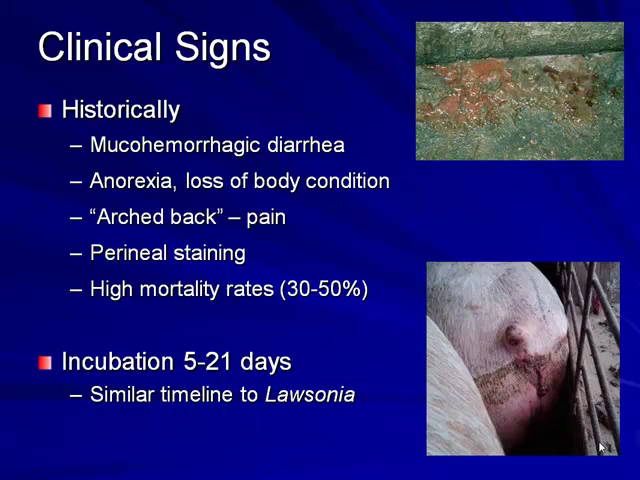 Clinical Signs
Historically
– Mucohemorrhagic diarrhea
– Anorexia, loss of body condition
– “Arched back” – pain
– Perineal staining
– High mortality rates (30-50%)
Incubation 5-21 days
– Similar timeline to Lawsonia